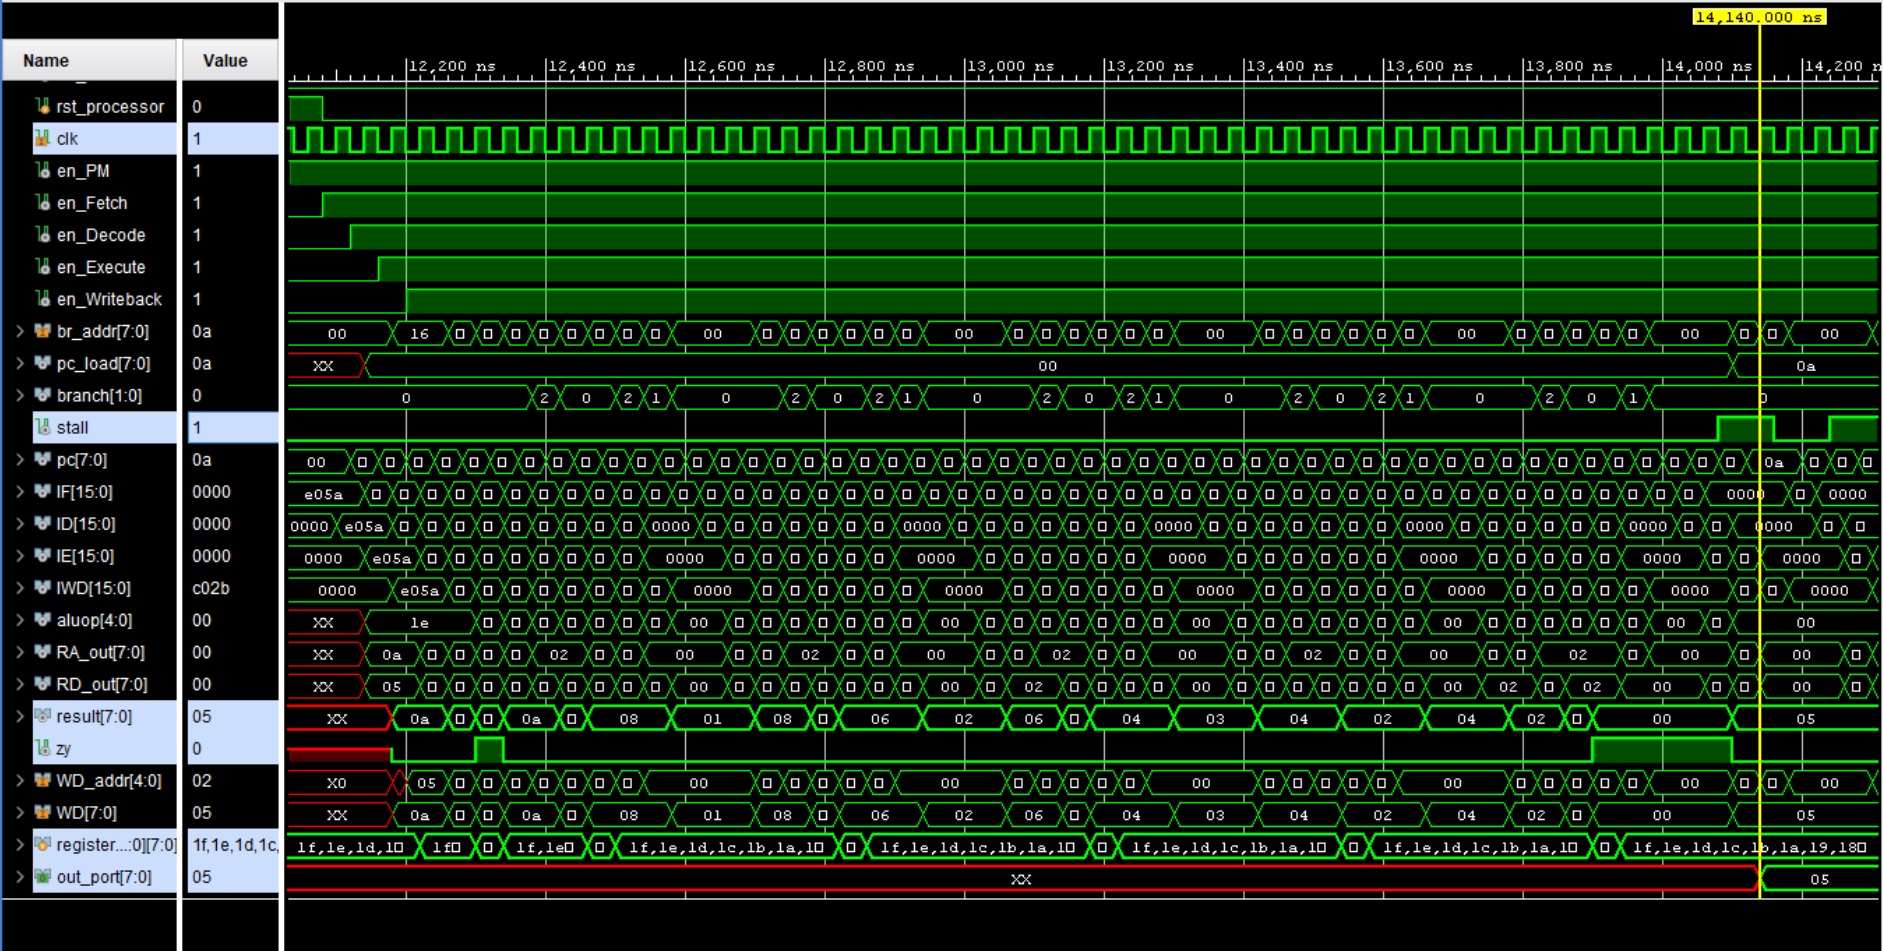 14,140.000 ns
Name Value 12,200 ns 12,400 ns 12,600 ns 12,800 ns 13,000 ns 13,200 ns 13,400 ns 13,600 ns 13,800 ns 14,000 ns 14,200 n
rst_processor 0
clk 1
en_PM 1
en_Fetch 1
en_Decode 1
en_Execute 1
en_Writeback 1
br_addr[7:0] 0a 00 16 00 00 00 00 00 00
pc_load[7:0] 0a XX 00 0a
branch[1:0] 0 0 2 0 2 1 0 2 0 2 1 0 2 0 2 1 0 2 0 2 1 0 2 0 1 0
stall 1
pc[7:0] 0a 00 0a
IF[15:0] 0000 e05a 0000 0000
ID[15:0] 0000 0000 e05a 0000 0000 0000 0000 0000 0000
IE[15:0] 0000 0000 e05a 0000 0000 0000 0000 0000 0000
IWD[15:0] c02b 0000 e05a 0000 0000 0000 0000 0000 0000
aluop[4:0] 00 XX 1e 00 00 00 00 00 00
RA_out[7:0] 00 XX 0a 02 00 02 00 02 00 02 00 02 00 00
RD_out[7:0] 00 XX 05 00 00 02 00 00 02 02 00 00
result[7:0] 05 XX 0a 0a 08 01 08 06 02 06 04 03 04 02 04 02 00 05
zy 0
WD_addr[4:0] 02 X0 05 00 00 00 00 00 00
WD[7:0] 05 XX 0a 0a 08 01 08 06 02 06 04 03 04 02 04 02 00 05
register...:0][7:0] 1f,1e,1d,1c, 1f,1e,1d,1 1f 1f,1e 1f,1e,1d,1c,1b,1a,1 1f,1e,1d,1c,1b,1a,1 1f,1e,1d,1c,1b,1a,1 1f,1e,1d,1c,1b,1a,1 1f,1e,1d,1c,1b,1a,19,18
out_port[7:0] 05 XX 05